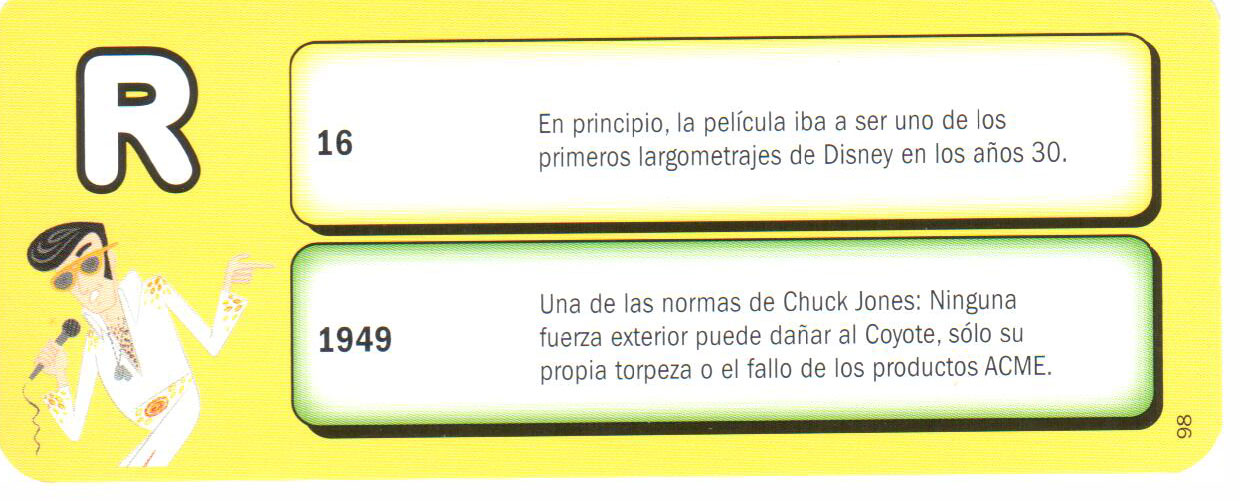 R
16
En principio, la película iba a ser uno de los
primeros largometrajes de Disney en los años 30.
1949
Una de las normas de Chuck Jones: Ninguna
fuerza exterior puede dañar al Coyote, sólo su
propia torpeza o el fallo de los productos ACME.
98